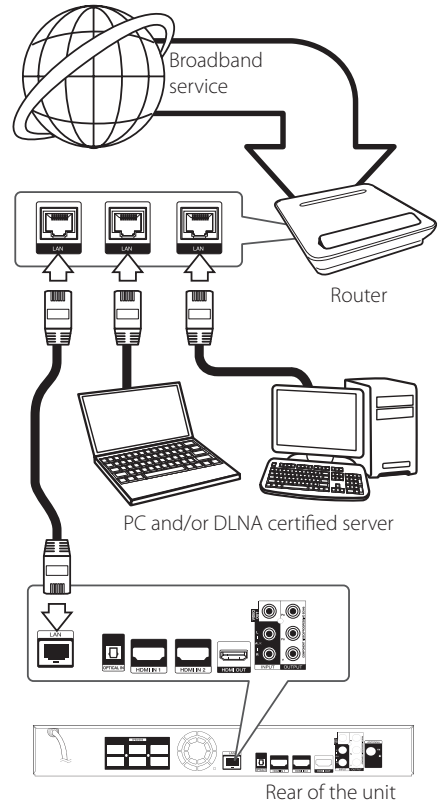 Broadband
service
LAN
LAN
LAN
Router
PC and/or DLNA certified server
LAN
OPTICAL IN
HDMI IN 1
HDMI IN 2
HDMI OUT
INPUT
OUTPUT
LAN
Rear of the unit